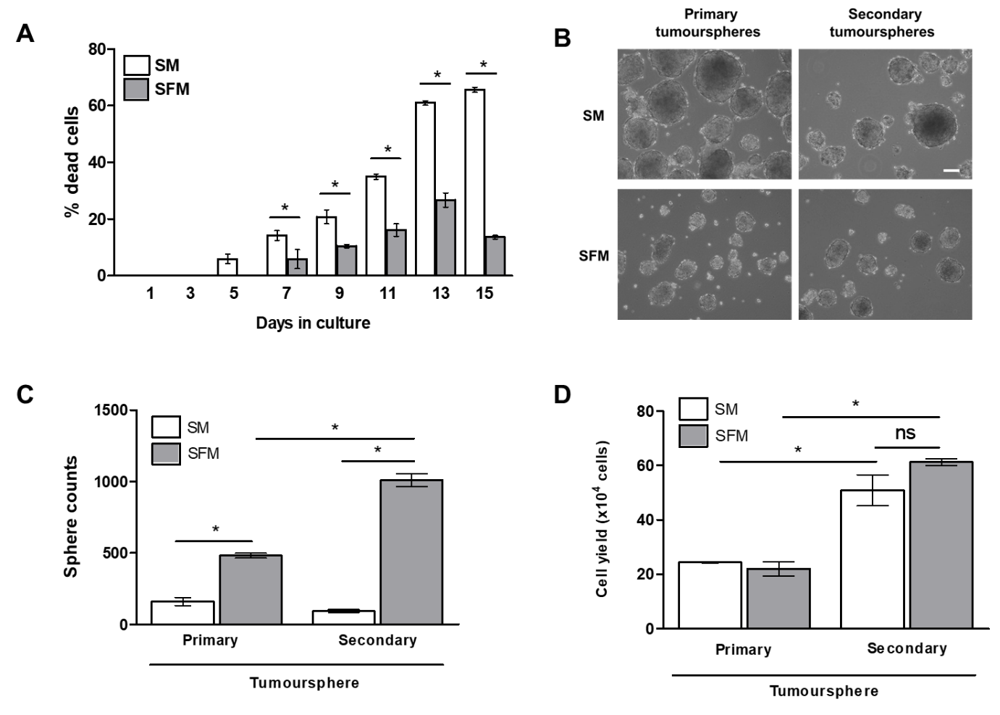 A
80
60
40
20
0
% dead cells
SM
SFM
*
*
*
*
*
1 3 5 7 9 11 13 15
Days in culture
B
Primary
tumourspheres
Secondary
tumourspheres
SM
SFM
C
1500
1000
500
0
Sphere counts
SM
SFM
*
*
*
Primary
Secondary
Tumoursphere
D
80
60
40
20
0
Cell yield (x10⁴ cells)
SM
SFM
*
ns
*
Primary
Secondary
Tumoursphere